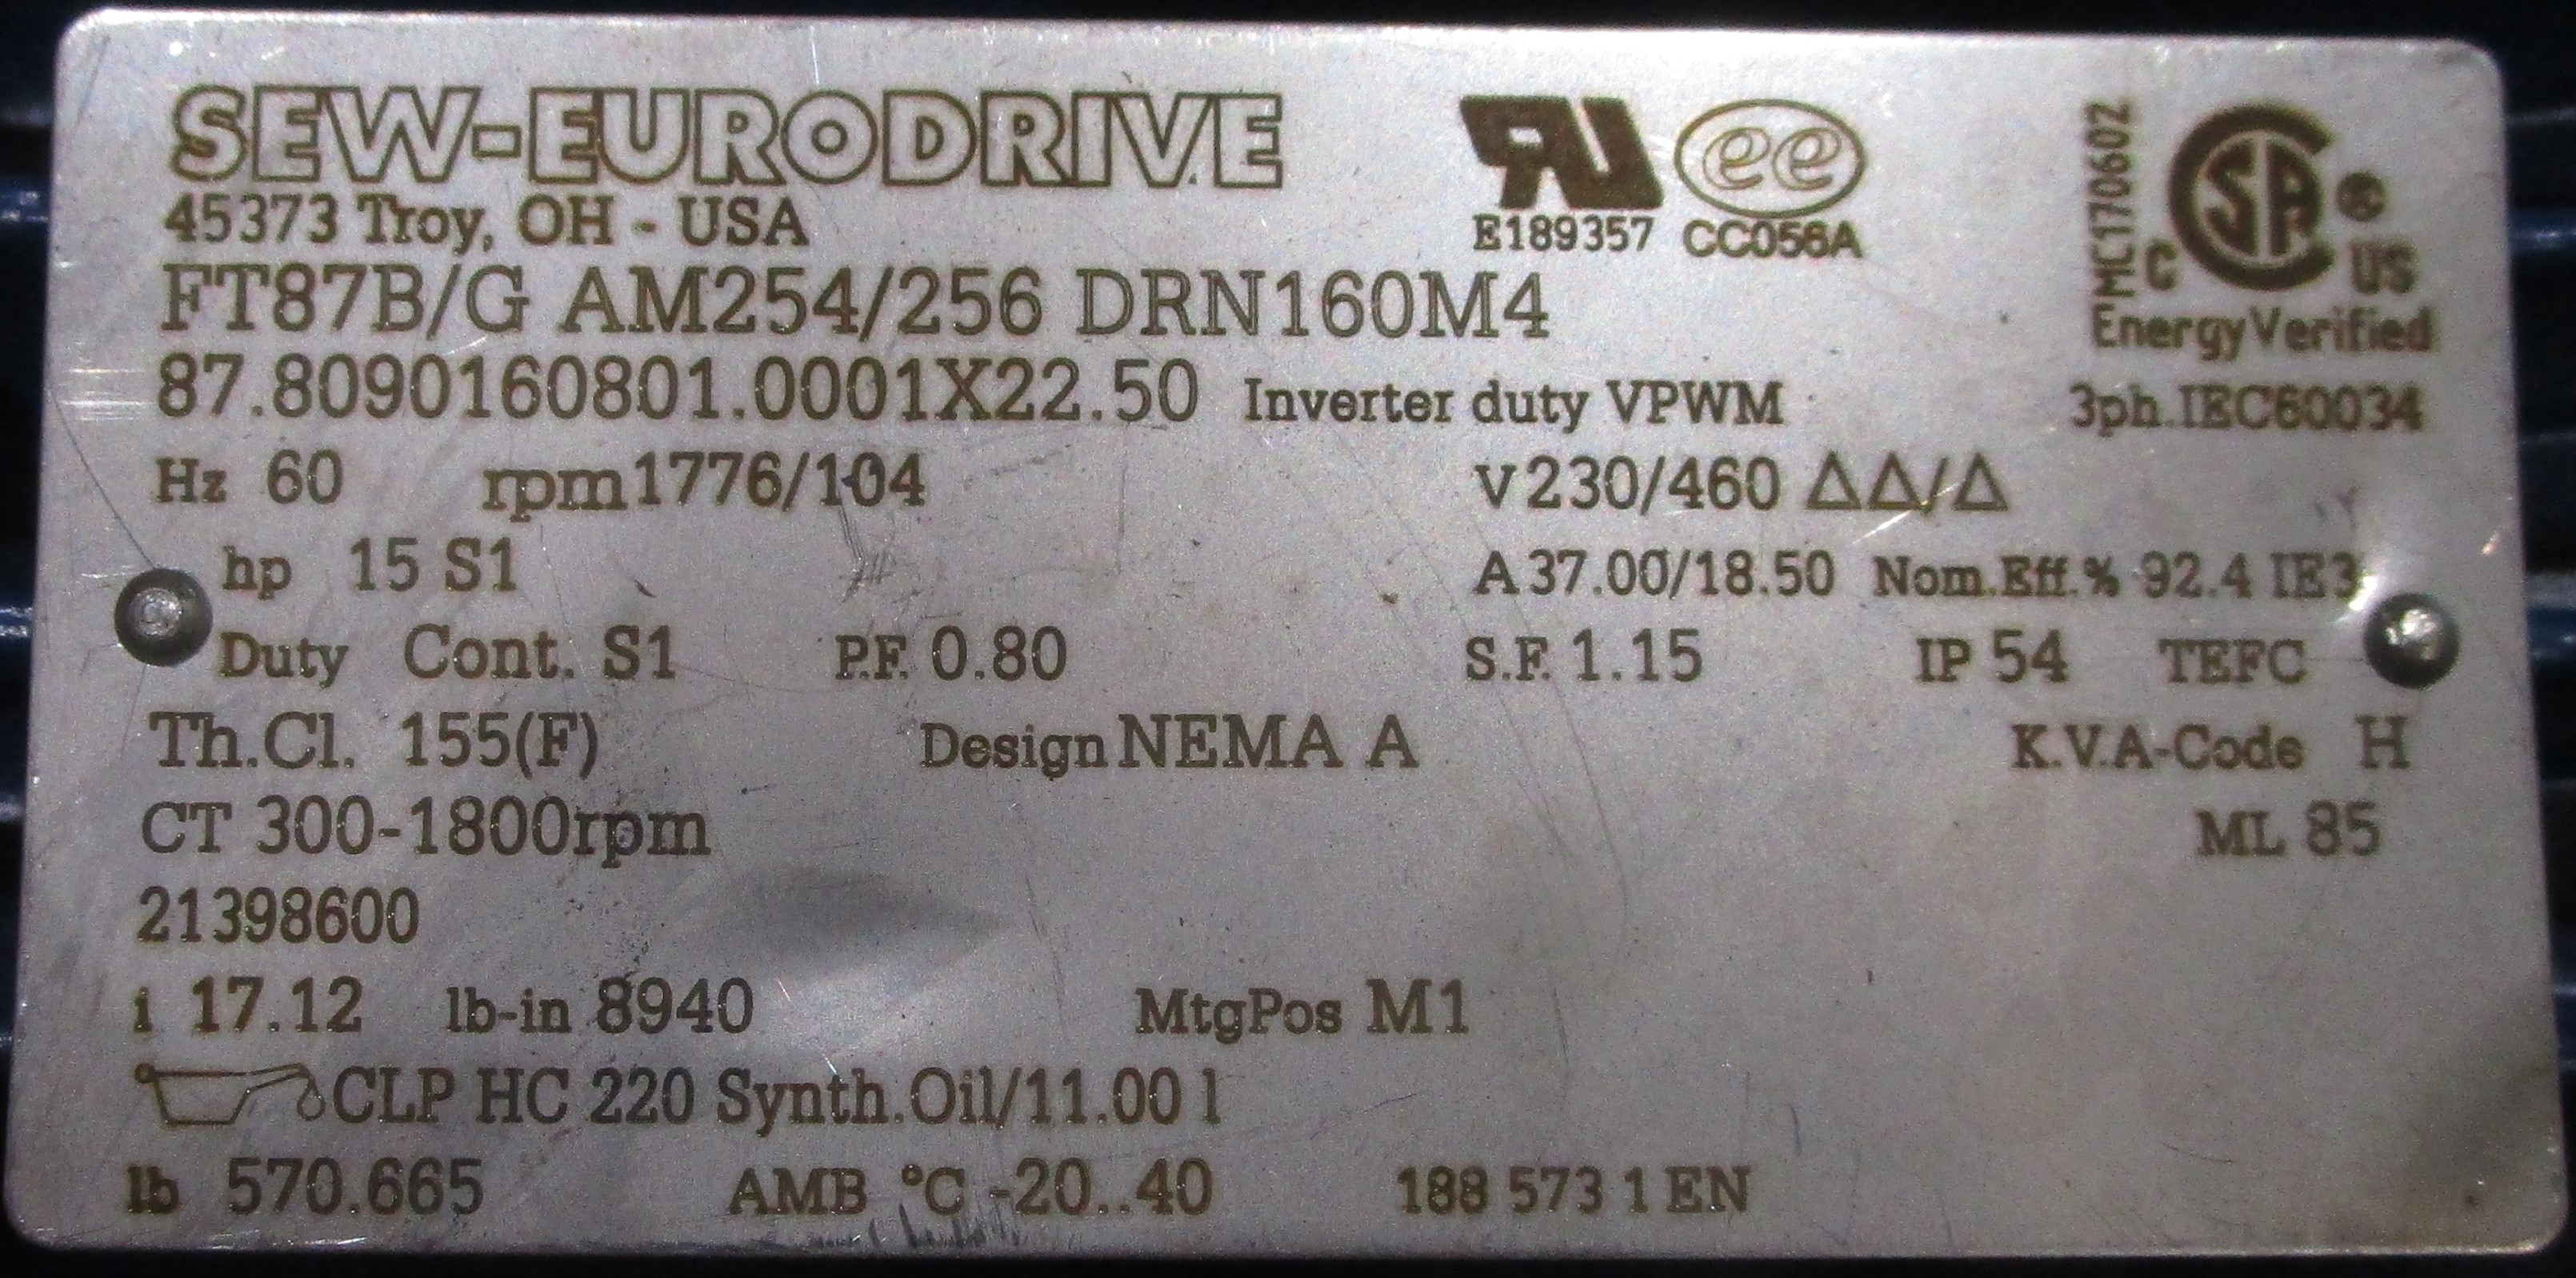 SEW-EURODRIVE
45373 Troy, OH - USA
E189357 CC056A
EMC170602
C SA US
EnergyVerified
FT87B/G AM254/256 DRN160M4
87.8090160801.0001X22.50 Inverter duty VPWM 3ph.IEC60034
Hz 60 rpm 1776/104 V 230/460 ΔΔ/Δ
hp 15 S1 A 37.00/18.50 Nom.Eff.% 92.4 IE3
Duty Cont. S1 P.F. 0.80 S.F. 1.15 IP 54 TEFC
Th.Cl. 155(F) Design NEMA A K.V.A-Code H
CT 300-1800rpm ML 85
21398600
i 17.12 lb-in 8940 MtgPos M1
CLP HC 220 Synth.Oil/11.00 l
lb 570.665 AMB °C -20..40 188 573 1 EN